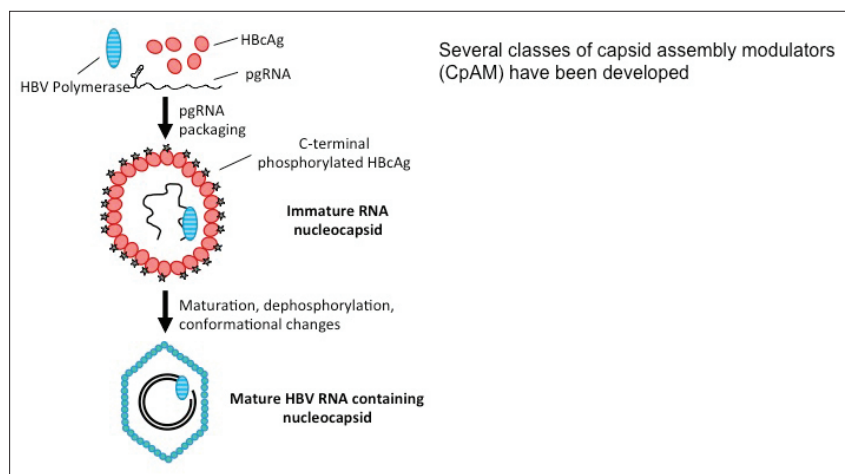 HBcAg
HBV Polymerase
pgRNA
pgRNA
packaging
C-terminal
phosphorylated HBcAg
Immature RNA
nucleocapsid
Maturation, dephosphorylation,
conformational changes
Mature HBV RNA containing
nucleocapsid
Several classes of capsid assembly modulators
(CpAM) have been developed